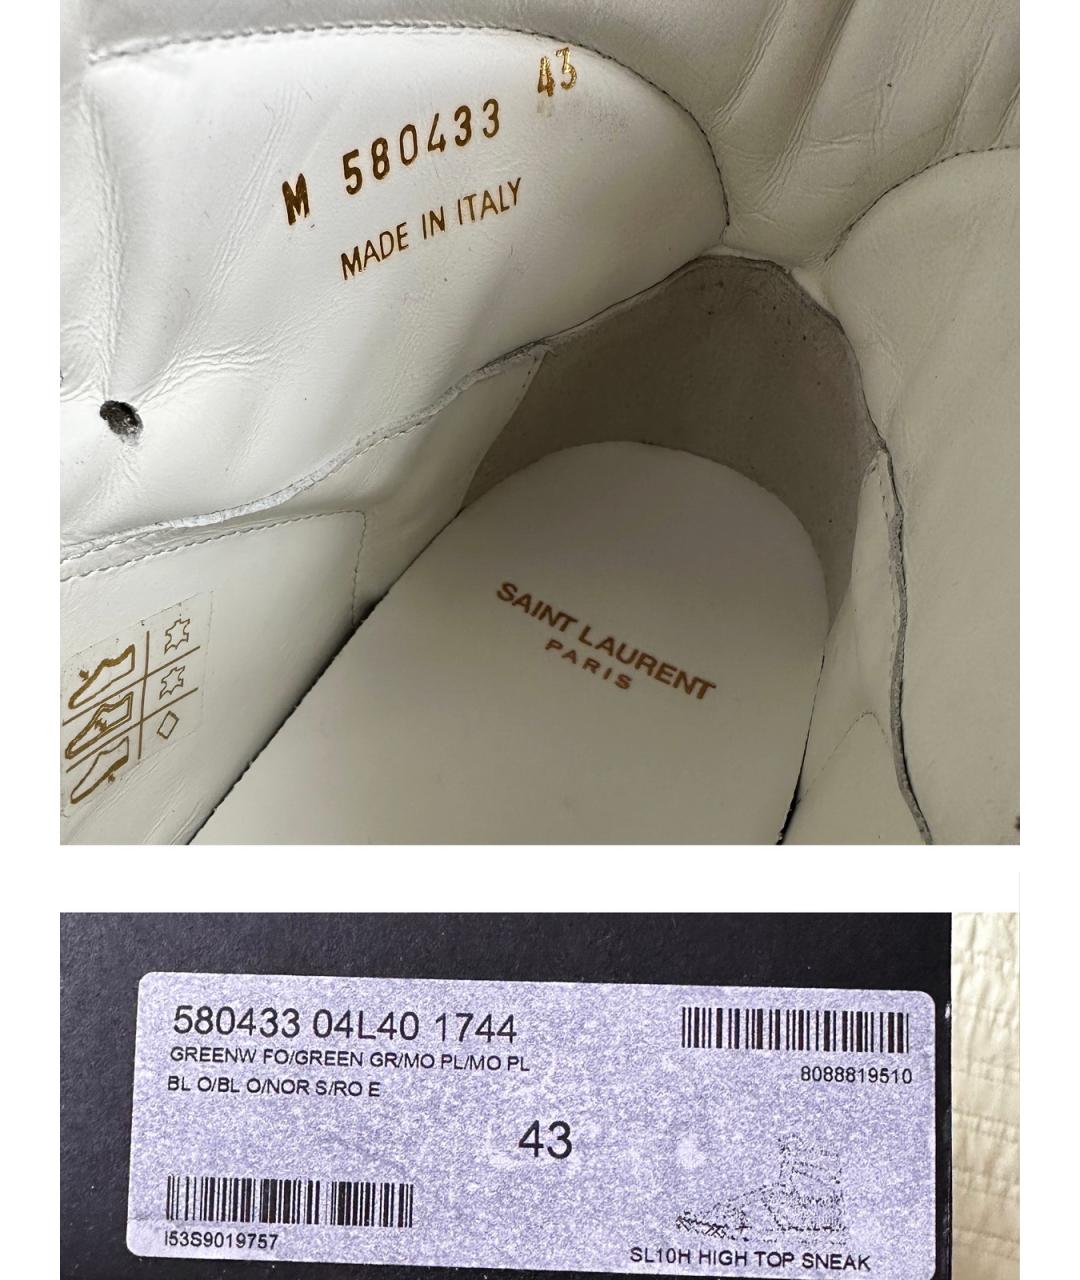 43
M 580433
MADE IN ITALY
SAINT LAURENT
PARIS
580433 04L40 1744
GREENW FO/GREEN GR/MO PL/MO PL
BL O/BL O/NOR S/RO E
8088819510
43
I53S9019757
SL10H HIGH TOP SNEAK